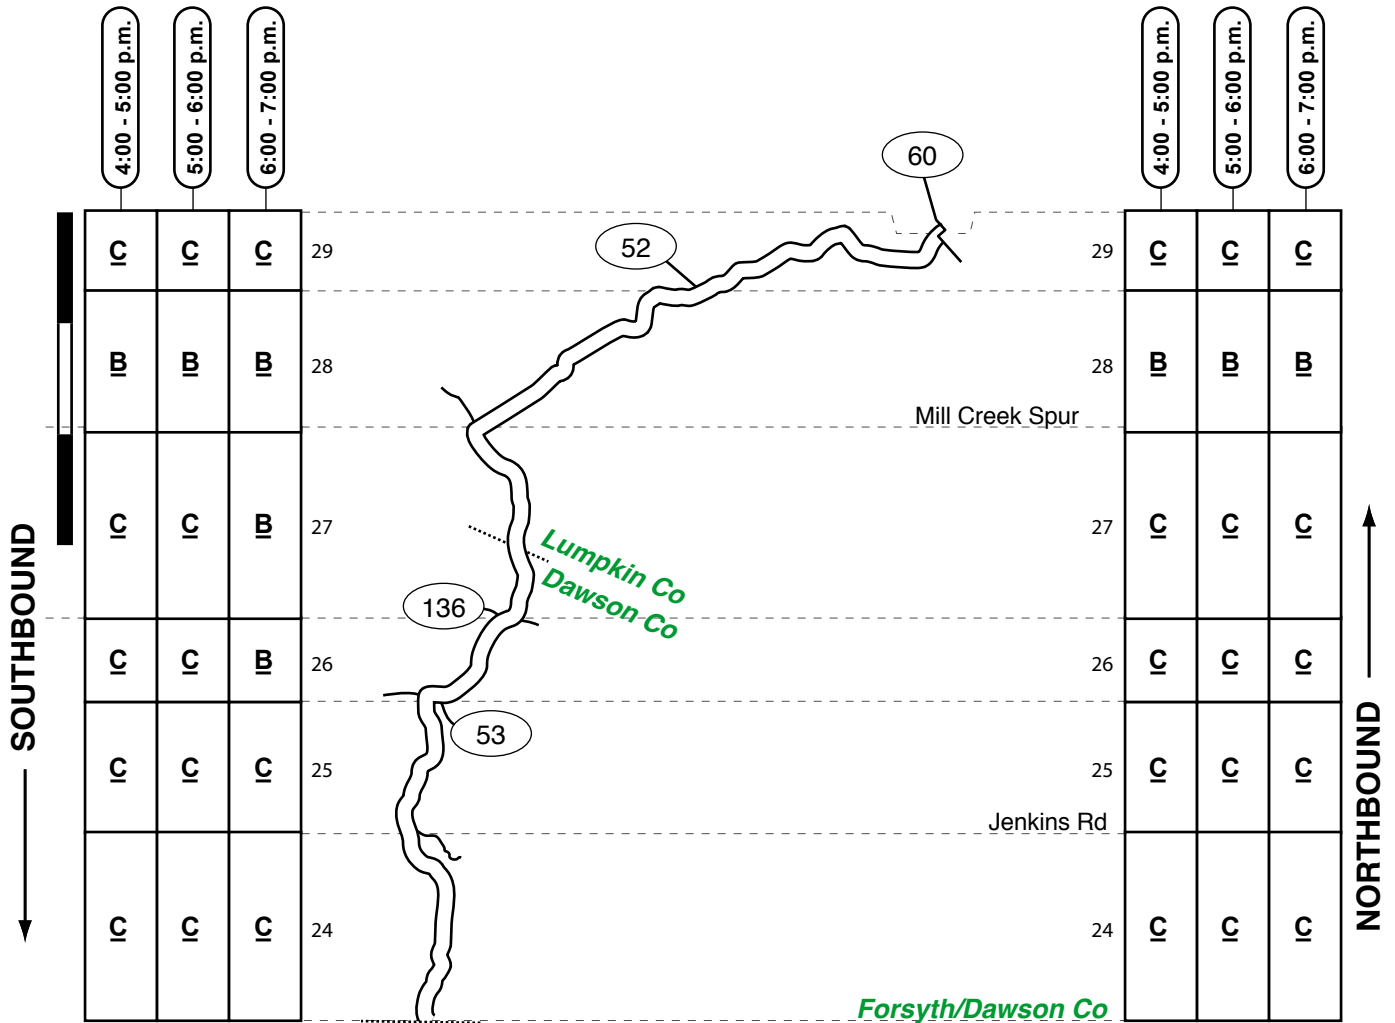 4:00 - 5:00 p.m.
5:00 - 6:00 p.m.
6:00 - 7:00 p.m.
4:00 - 5:00 p.m.
5:00 - 6:00 p.m.
6:00 - 7:00 p.m.
60
52
C C C 29 29 C C C
B B B 28 28 B B B
Mill Creek Spur
C C B 27 27 C C C
Lumpkin Co
Dawson Co
136
C C B 26 26 C C C
53
C C C 25 25 C C C
Jenkins Rd
C C C 24 24 C C C
Forsyth/Dawson Co
SOUTHBOUND
NORTHBOUND